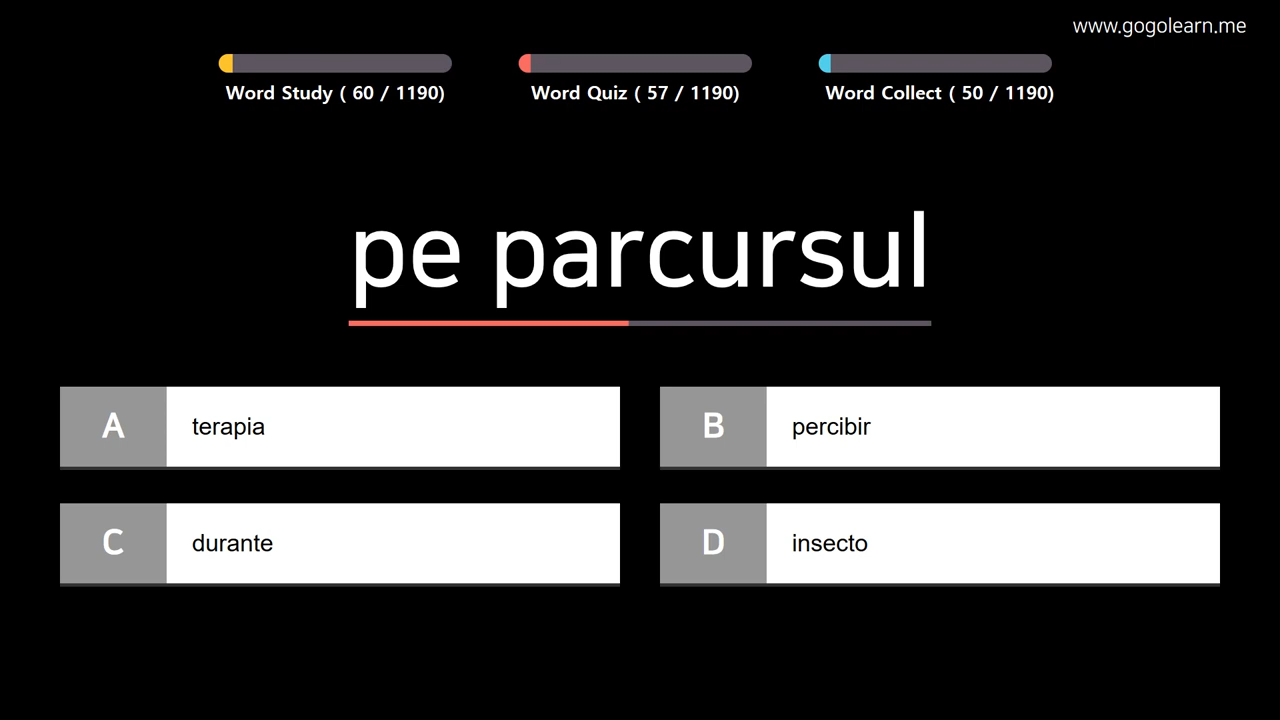 www.gogolearn.me
Word Study ( 60 / 1190)
Word Quiz ( 57 / 1190)
Word Collect ( 50 / 1190)
pe parcursul
A terapia
B percibir
C durante
D insecto